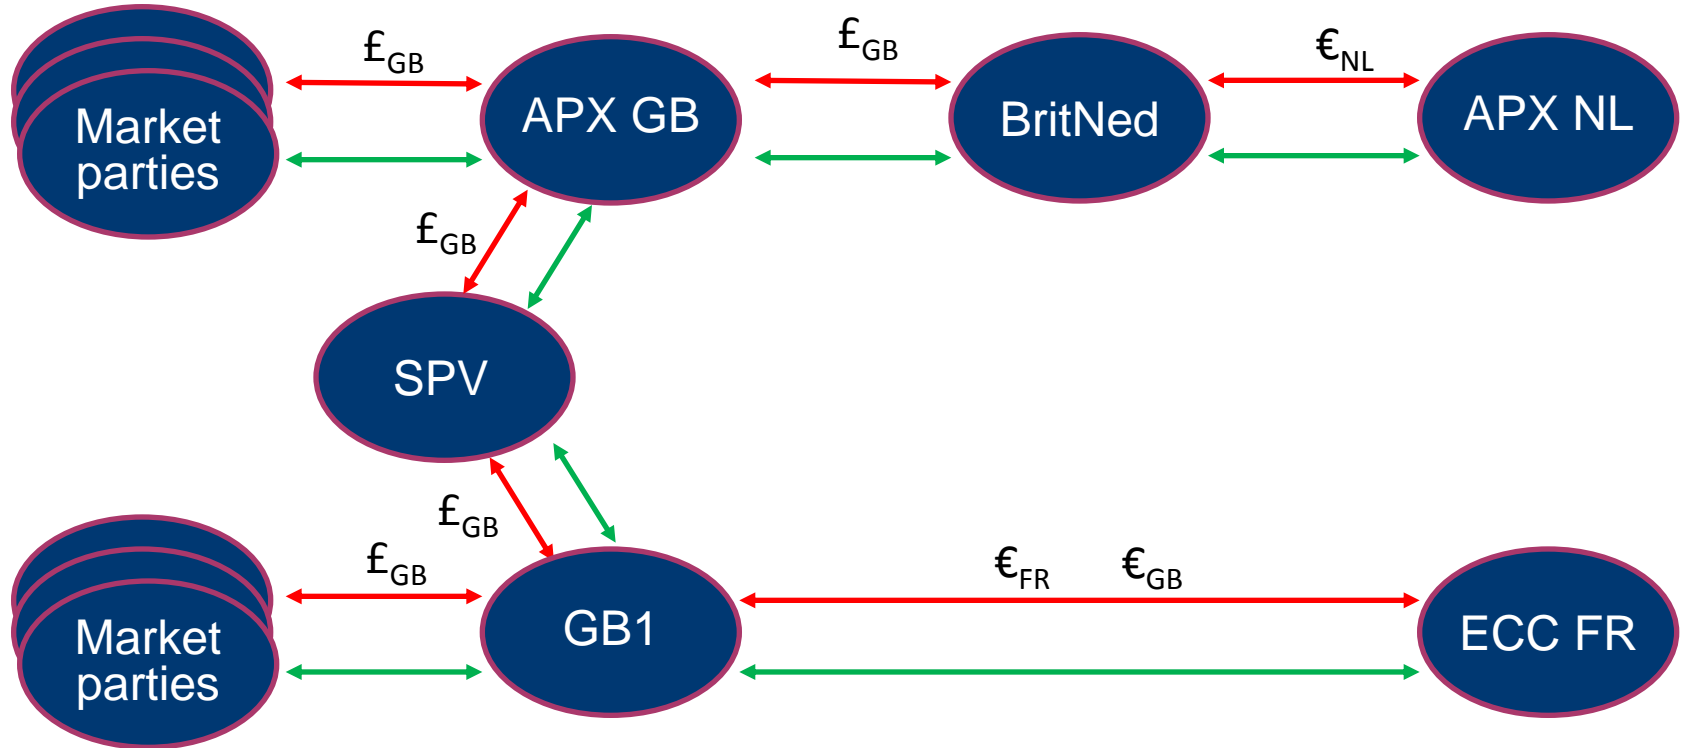 £GB
£GB
€NL
Market
parties
APX GB
BritNed
APX NL
£GB
SPV
£GB
£GB
€FR
€GB
Market
parties
GB1
ECC FR